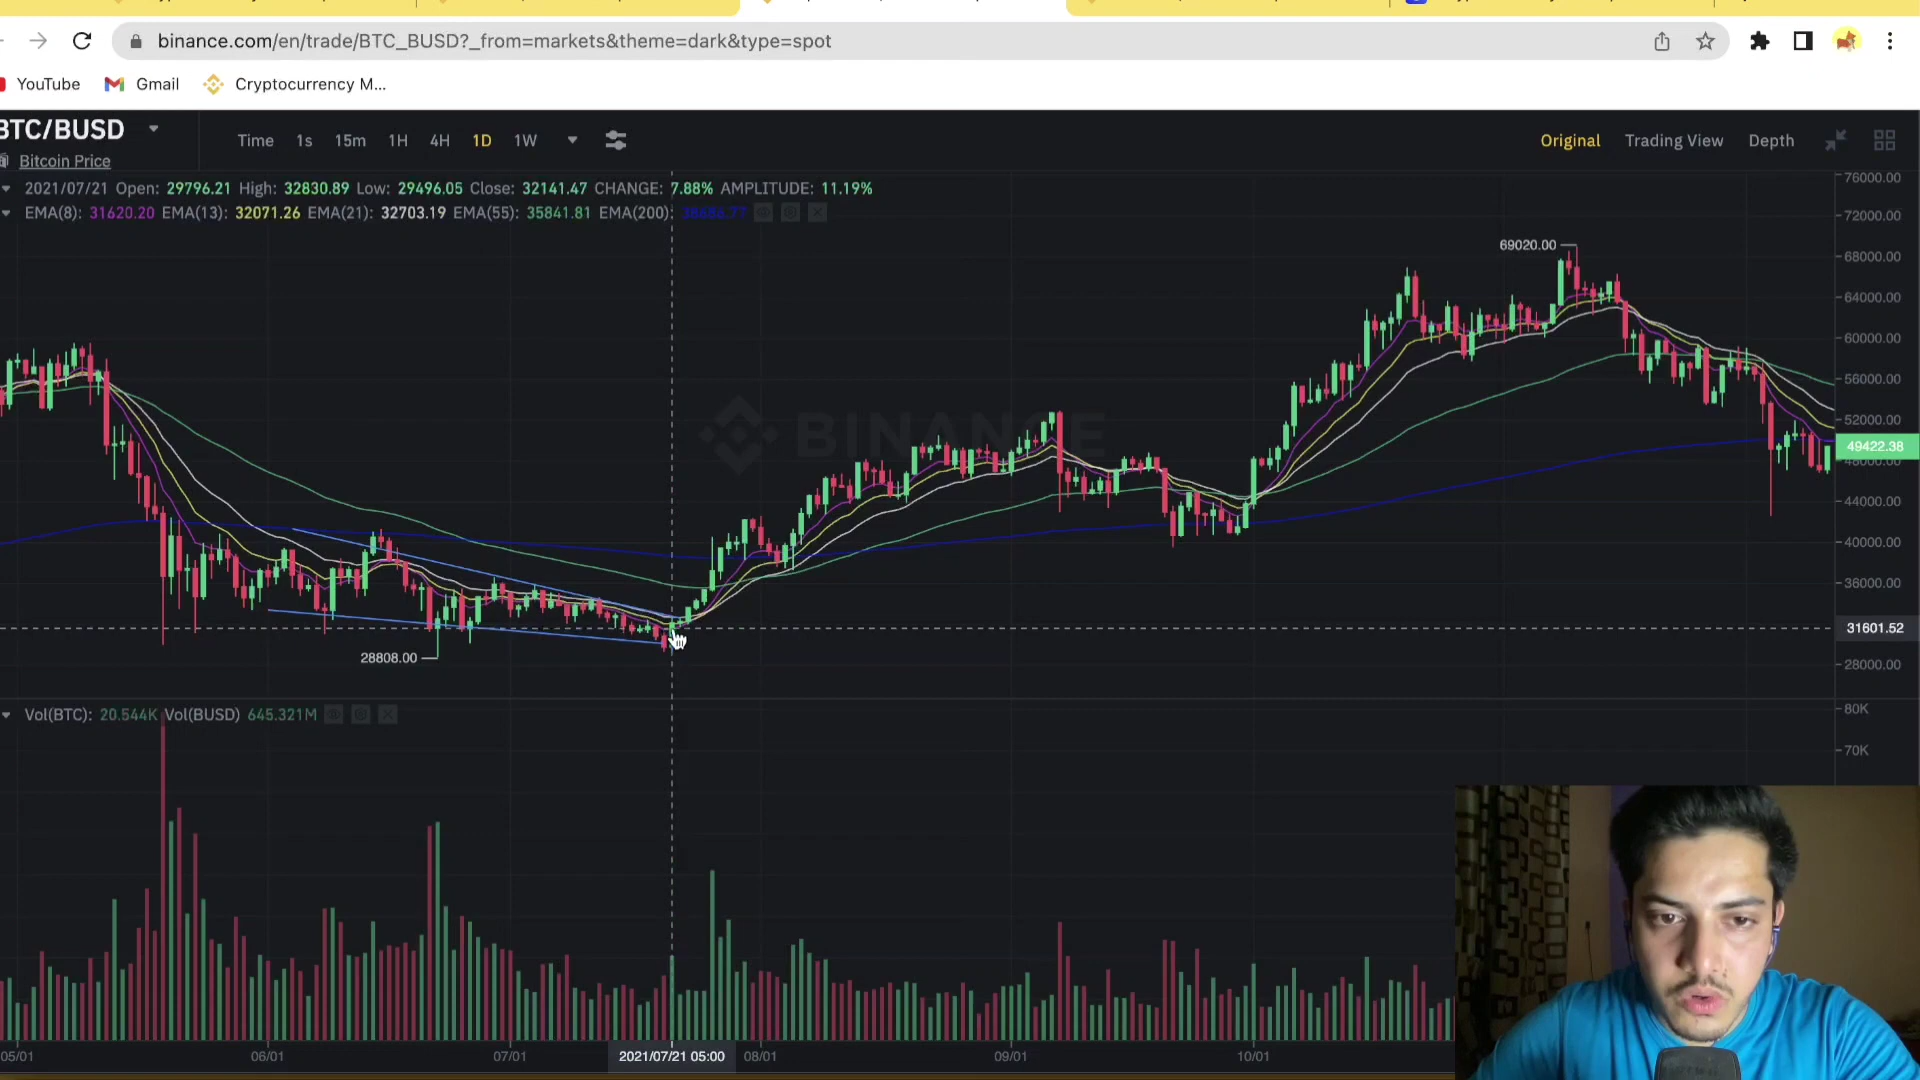 binance.com/en/trade/BTC_BUSD?_from=markets&theme=dark&type=spot
YouTube Gmail Cryptocurrency M...
BTC/BUSD
Bitcoin Price
Time 1s 15m 1H 4H 1D 1W
Original Trading View Depth
2021/07/21 Open: 29796.21 High: 32830.89 Low: 29496.05 Close: 32141.47 CHANGE: 7.88% AMPLITUDE: 11.19%
EMA(8): 31620.20 EMA(13): 32071.26 EMA(21): 32703.19 EMA(55): 35841.81 EMA(200):
76000.00
72000.00
69020.00
68000.00
64000.00
60000.00
56000.00
52000.00
BINANCE
49422.38
48000.00
44000.00
40000.00
36000.00
31601.52
28808.00
28000.00
Vol(BTC): 20.544K Vol(BUSD) 645.321M
80K
70K
05/01 06/01 07/01 2021/07/21 05:00 08/01 09/01 10/01